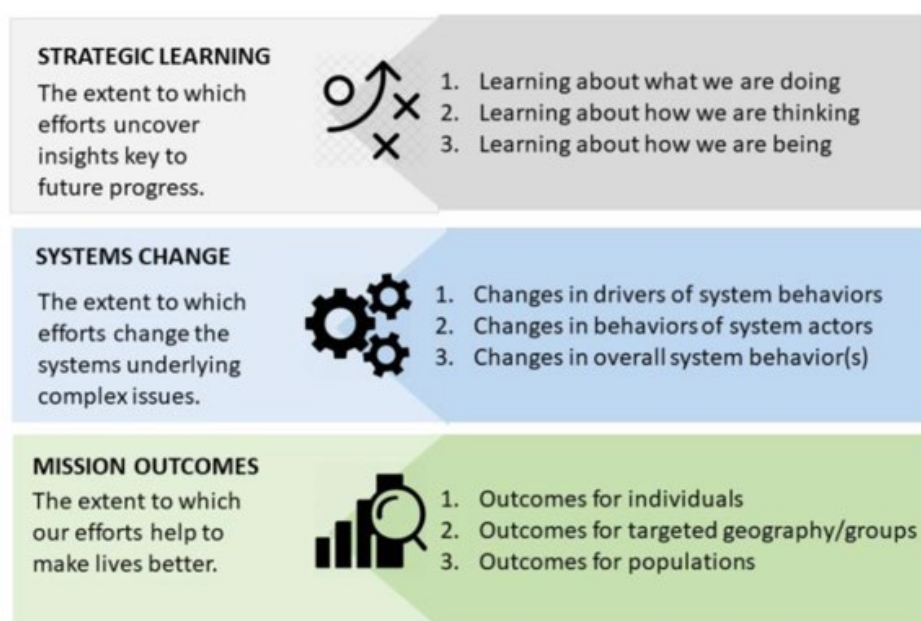 STRATEGIC LEARNING
The extent to which
efforts uncover
insights key to
future progress.
1. Learning about what we are doing
2. Learning about how we are thinking
3. Learning about how we are being
SYSTEMS CHANGE
The extent to which
efforts change the
systems underlying
complex issues.
1. Changes in drivers of system behaviors
2. Changes in behaviors of system actors
3. Changes in overall system behavior(s)
MISSION OUTCOMES
The extent to which
our efforts help to
make lives better.
1. Outcomes for individuals
2. Outcomes for targeted geography/groups
3. Outcomes for populations